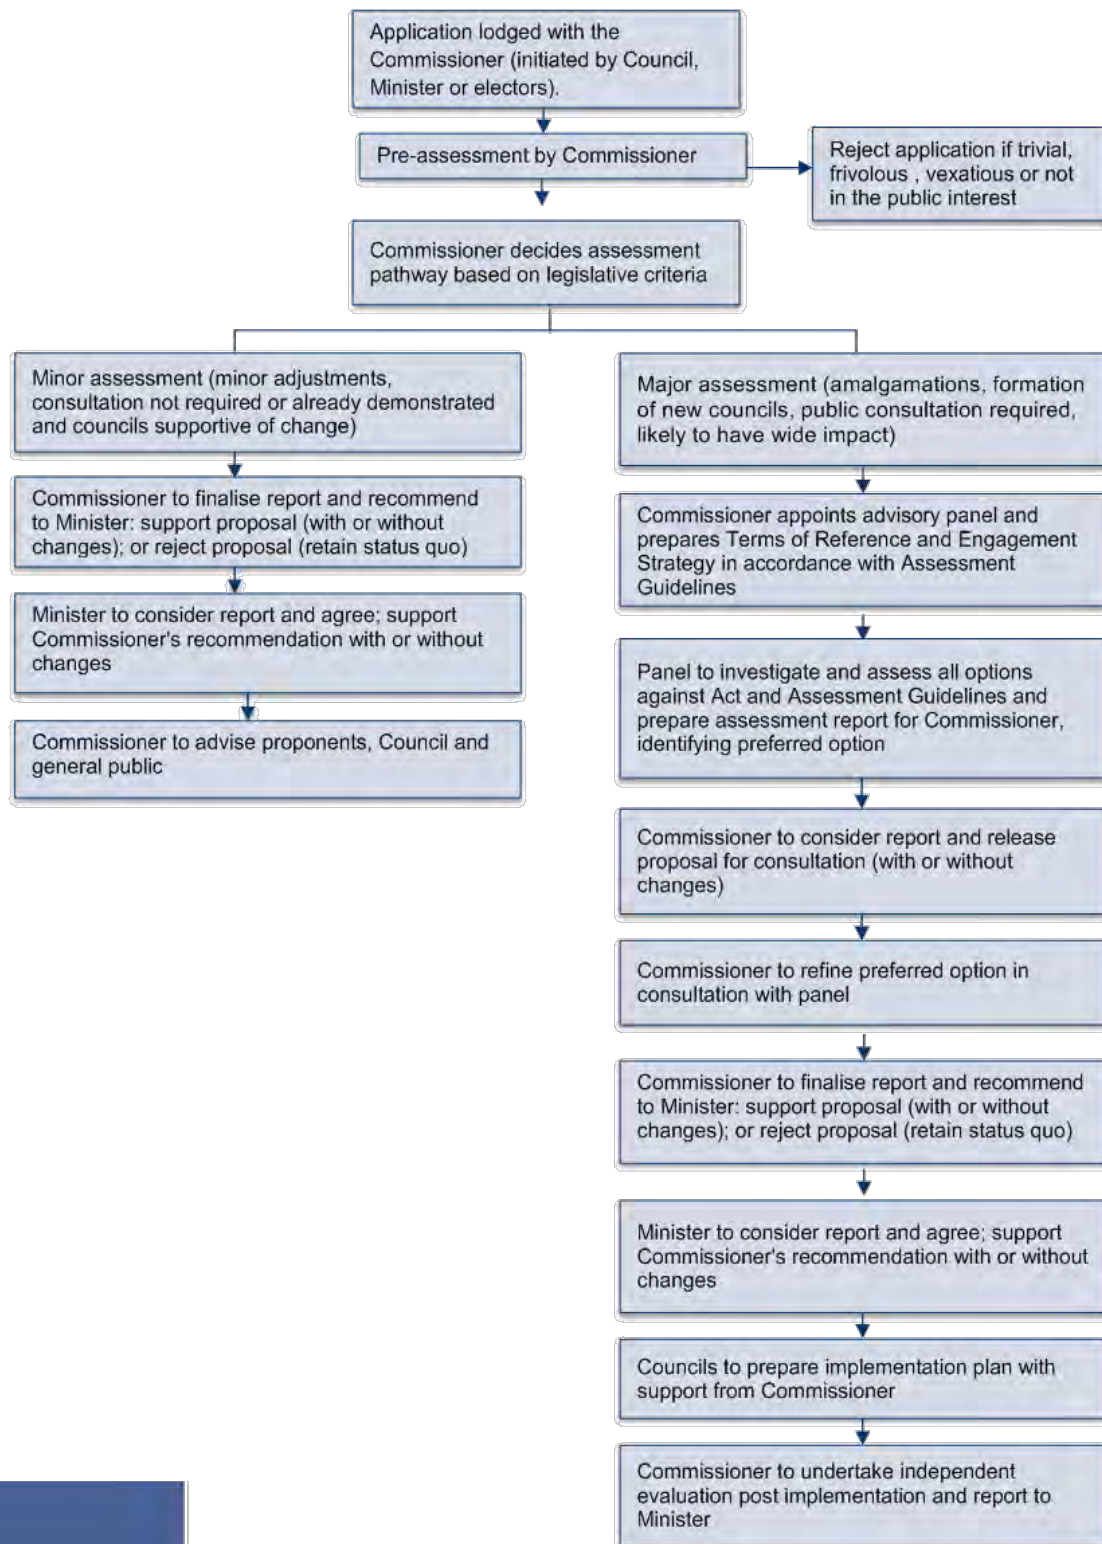 Application lodged with the
Commissioner (initiated by Council,
Minister or electors).
Pre-assessment by Commissioner
Reject application if trivial,
frivolous , vexatious or not
in the public interest
Commissioner decides assessment
pathway based on legislative criteria
Minor assessment (minor adjustments,
consultation not required or already demonstrated
and councils supportive of change)
Commissioner to finalise report and recommend
to Minister: support proposal (with or without
changes); or reject proposal (retain status quo)
Minister to consider report and agree; support
Commissioner's recommendation with or without
changes
Commissioner to advise proponents, Council and
general public
Major assessment (amalgamations, formation
of new councils, public consultation required,
likely to have wide impact)
Commissioner appoints advisory panel and
prepares Terms of Reference and Engagement
Strategy in accordance with Assessment
Guidelines
Panel to investigate and assess all options
against Act and Assessment Guidelines and
prepare assessment report for Commissioner,
identifying preferred option
Commissioner to consider report and release
proposal for consultation (with or without
changes)
Commissioner to refine preferred option in
consultation with panel
Commissioner to finalise report and recommend
to Minister: support proposal (with or without
changes); or reject proposal (retain status quo)
Minister to consider report and agree; support
Commissioner's recommendation with or without
changes
Councils to prepare implementation plan with
support from Commissioner
Commissioner to undertake independent
evaluation post implementation and report to
Minister